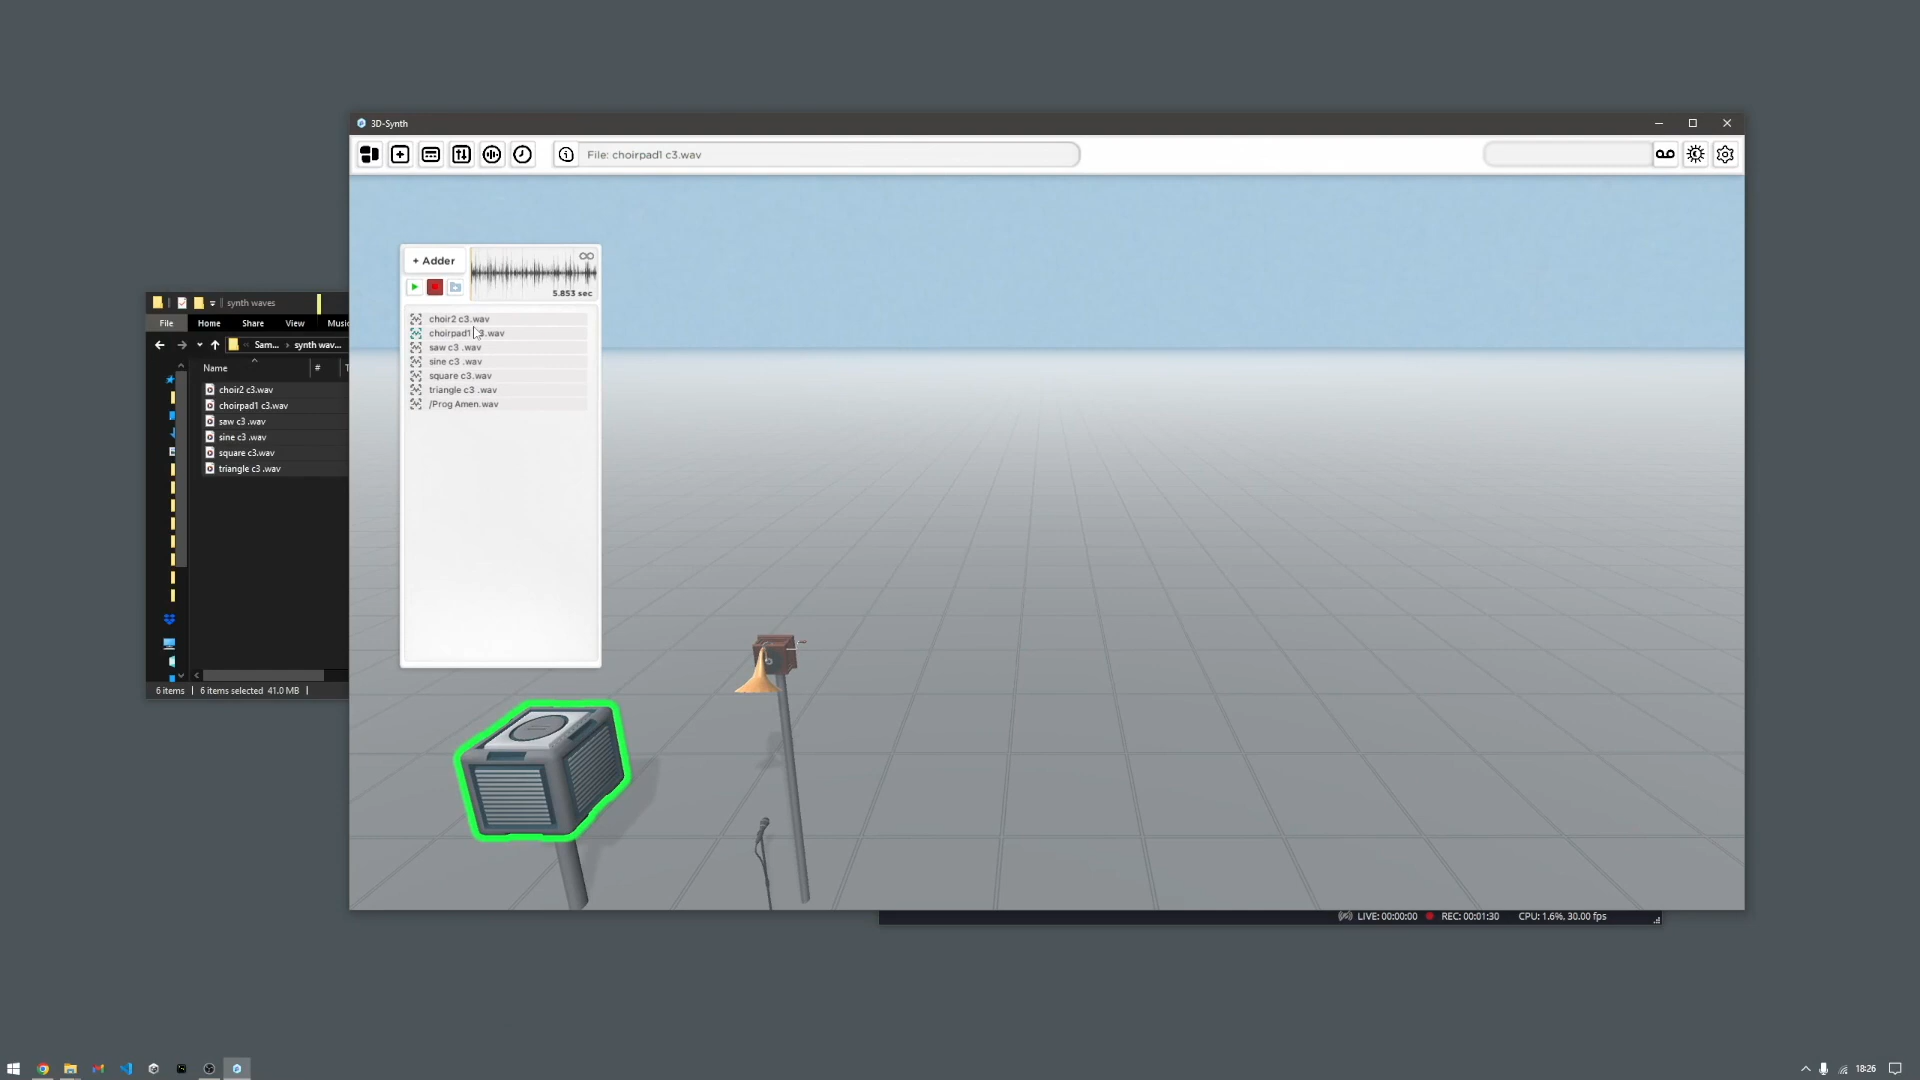 3D-Synth
File: choirpad1 c3.wav
+ Adder
5.853 sec
choir2 c3.wav
choirpad1 c3.wav
saw c3 .wav
sine c3 .wav
square c3.wav
triangle c3 .wav
/Prog Amen.wav
synth waves
File Home Share View Music
Sam... › synth wav...
Name #
choir2 c3.wav
choirpad1 c3.wav
saw c3 .wav
sine c3 .wav
square c3.wav
triangle c3 .wav
6 items 6 items selected 41.0 MB
LIVE: 00:00:00 REC: 00:01:30 CPU: 1.6%, 30.00 fps
18:26